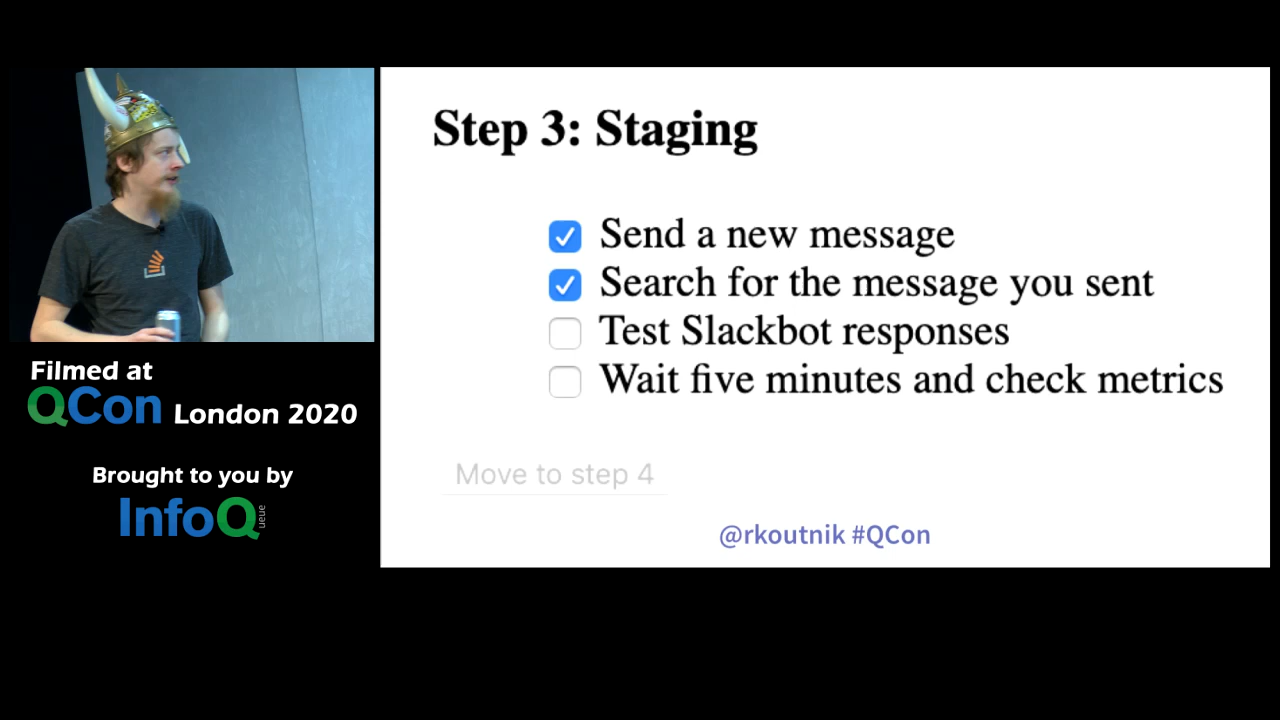 Step 3: Staging
Send a new message
Search for the message you sent
Test Slackbot responses
Wait five minutes and check metrics
Move to step 4
@rkoutnik #QCon
Filmed at
QCon London 2020
Brought to you by
InfoQ
ueue